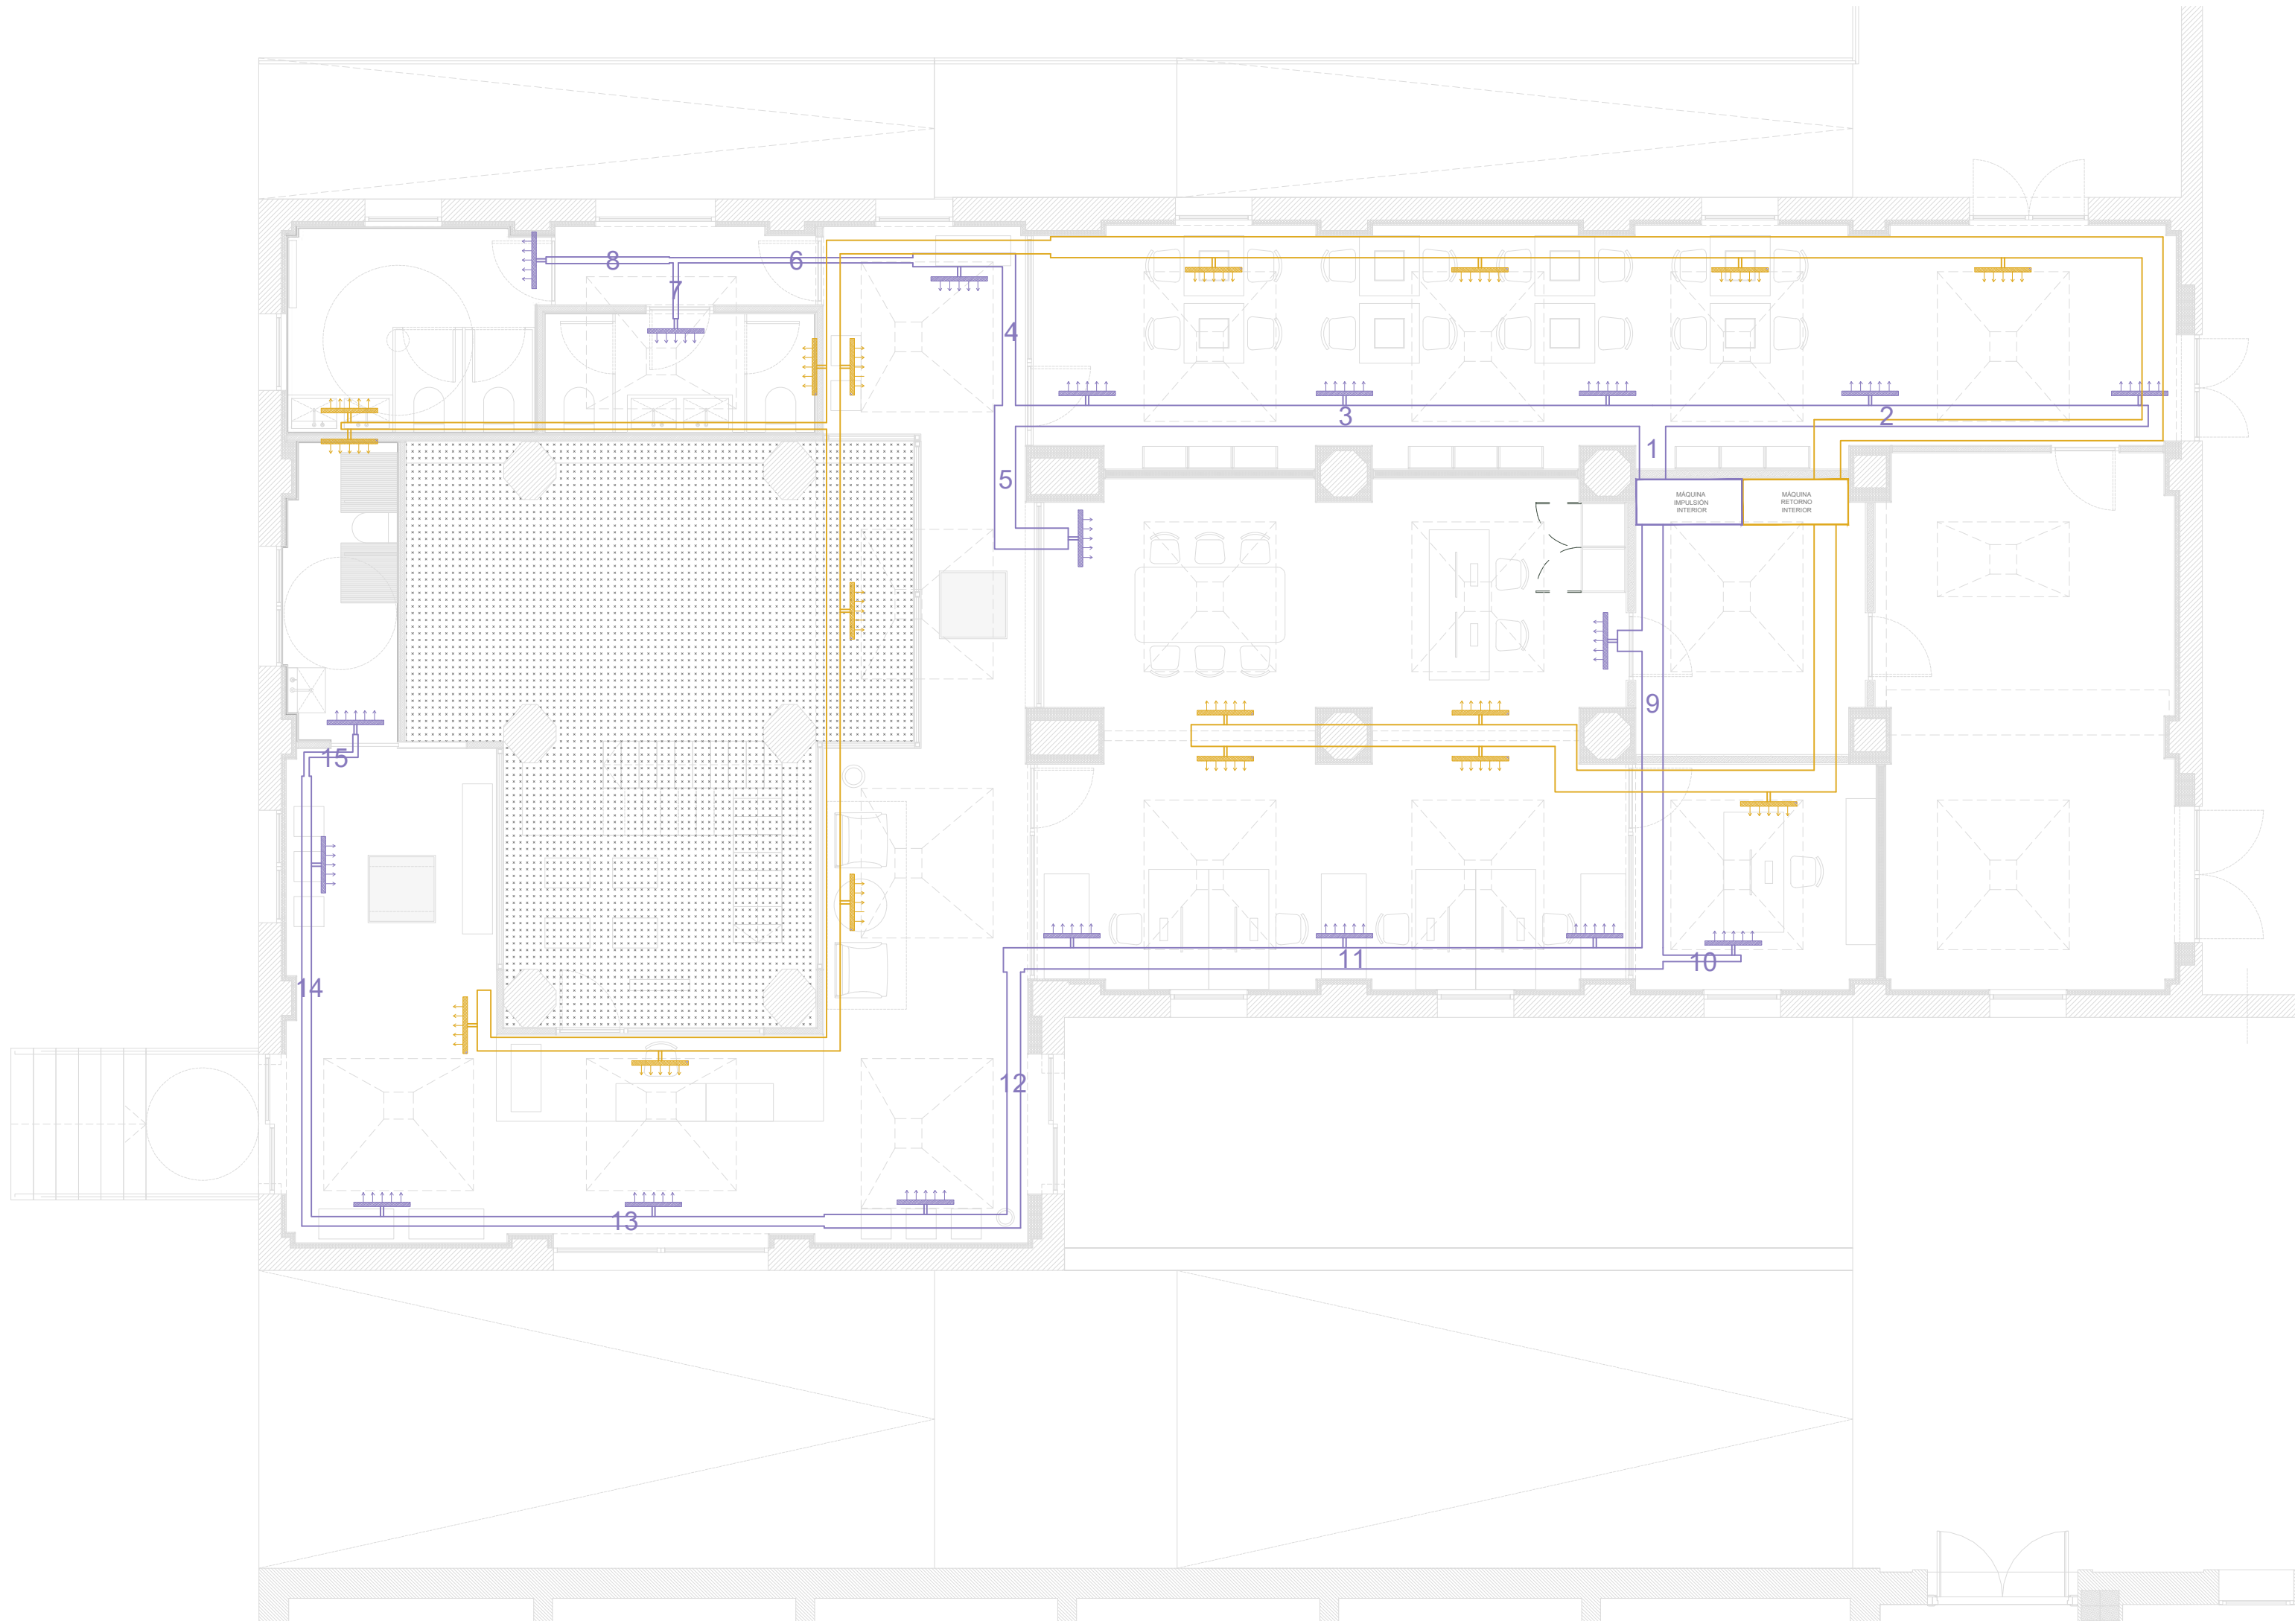 8
6
7
4
3
2
1
5
MÁQUINA
IMPULSIÓN
INTERIOR
MÁQUINA
RETORNO
INTERIOR
9
15
11
10
14
12
13